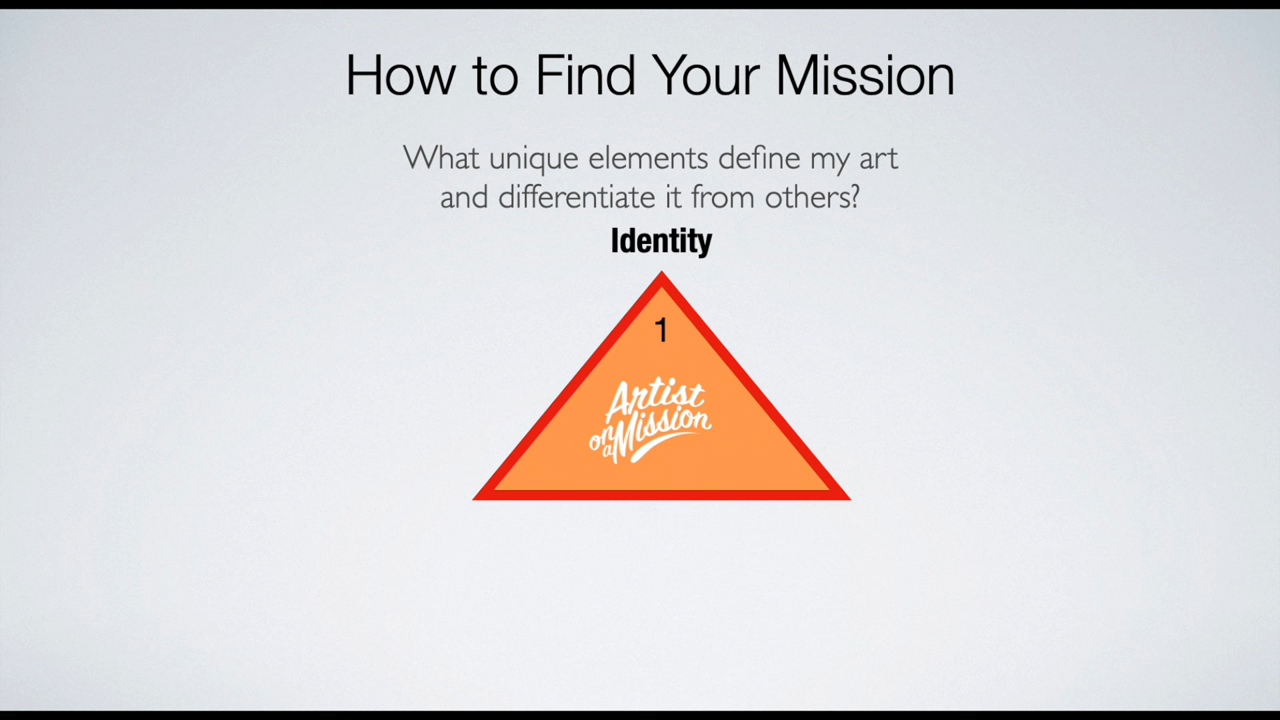 How to Find Your Mission
What unique elements define my art
and differentiate it from others?
Identity
1
Artist
on a Mission